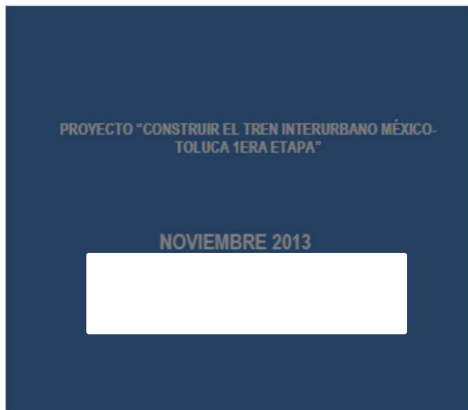 PROYECTO “CONSTRUIR EL TREN INTERURBANO MÉXICO-
TOLUCA 1ERA ETAPA”
NOVIEMBRE 2013